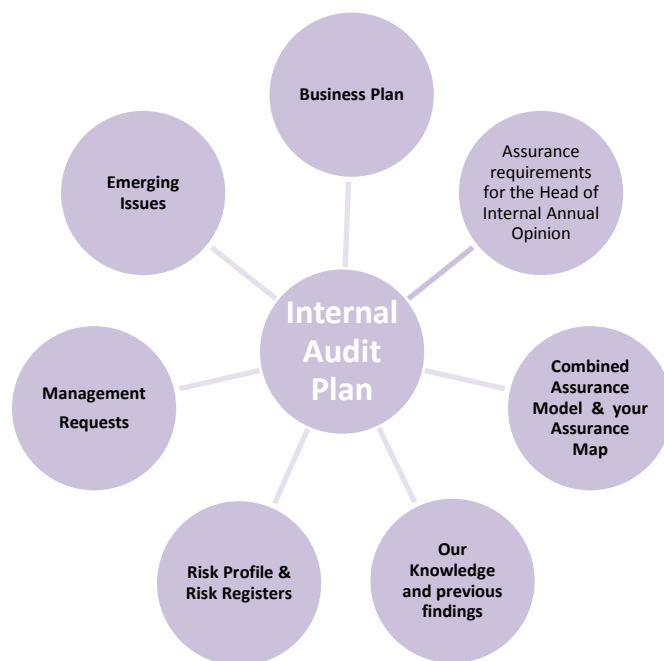 Business Plan
Assurance
requirements
for the Head of
Internal Annual
Opinion
Combined
Assurance
Model & your
Assurance
Map
Our
Knowledge
and previous
findings
Risk Profile &
Risk Registers
Management
Requests
Emerging
Issues
Internal
Audit
Plan